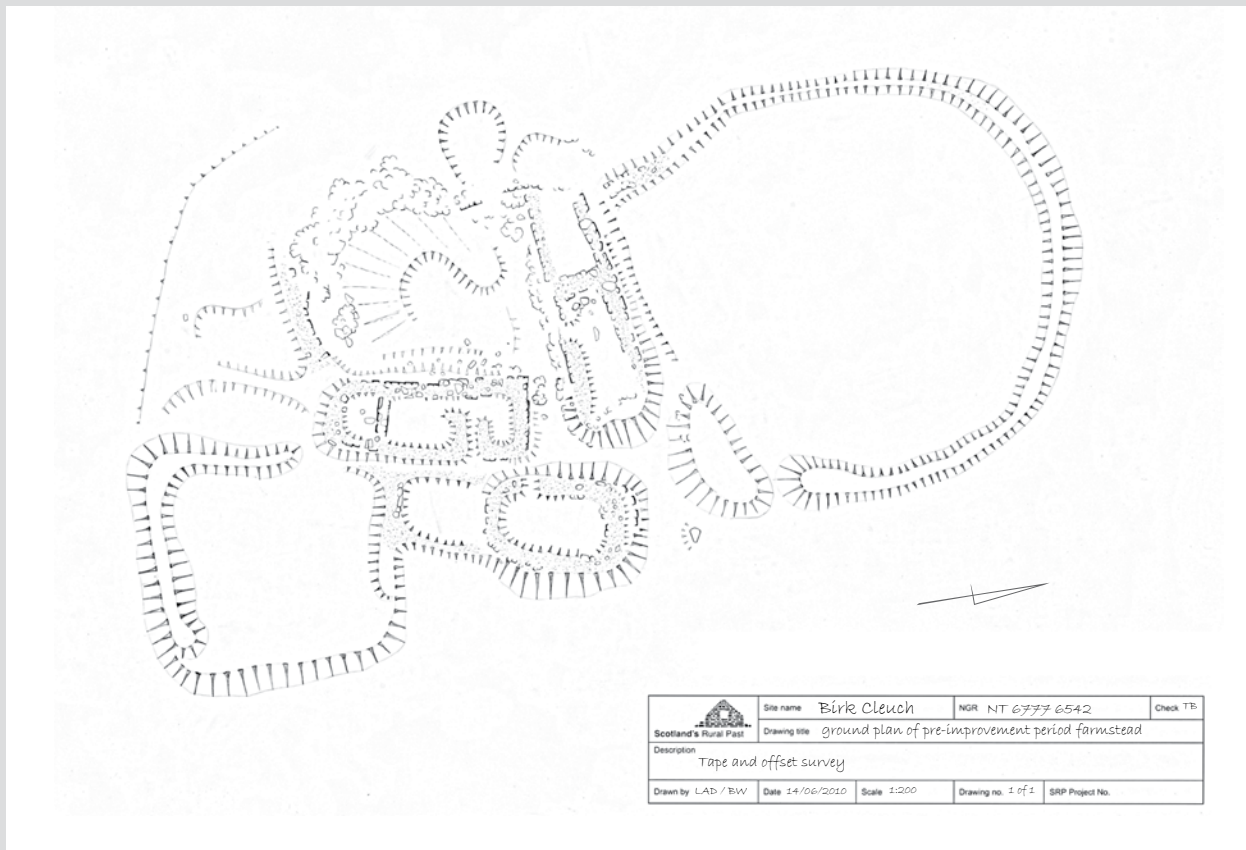 Scotland's Rural Past
Site name Birk Cleuch
NGR NT 6777 6542
Check TB
Drawing title ground plan of pre-improvement period farmstead
Description
Tape and offset survey
Drawn by LAD / BW
Date 14/06/2010
Scale 1:200
Drawing no. 1 of 1
SRP Project No.